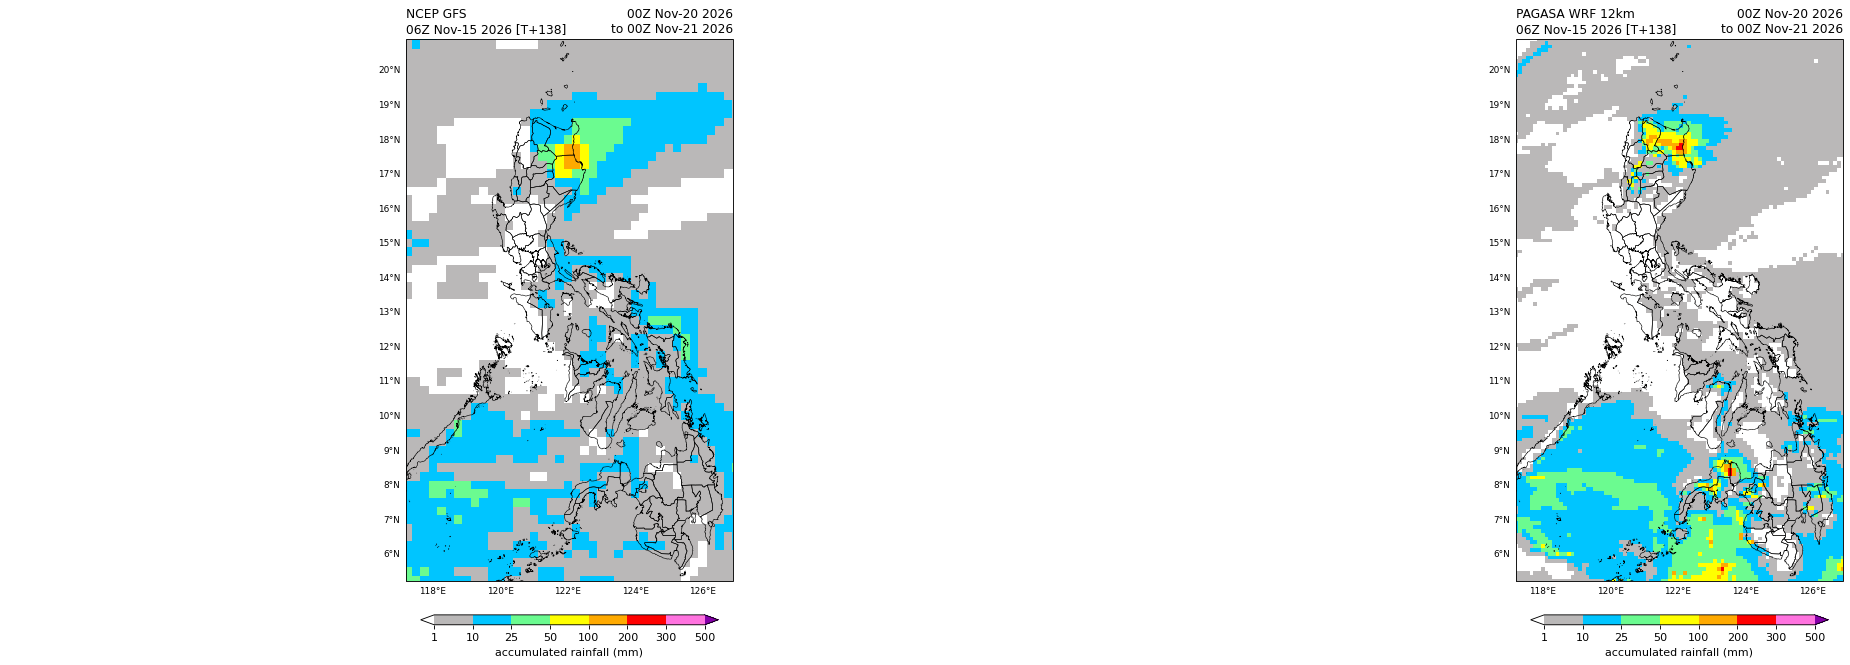 NCEP GFS 00Z Nov-20 2026
06Z Nov-15 2026 [T+138] to 00Z Nov-21 2026
20°N
19°N
18°N
17°N
16°N
15°N
14°N
13°N
12°N
11°N
10°N
9°N
8°N
7°N
6°N
118°E 120°E 122°E 124°E 126°E
1 10 25 50 100 200 300 500
accumulated rainfall (mm)
PAGASA WRF 12km 00Z Nov-20 2026
06Z Nov-15 2026 [T+138] to 00Z Nov-21 2026
20°N
19°N
18°N
17°N
16°N
15°N
14°N
13°N
12°N
11°N
10°N
9°N
8°N
7°N
6°N
118°E 120°E 122°E 124°E 126°E
1 10 25 50 100 200 300 500
accumulated rainfall (mm)